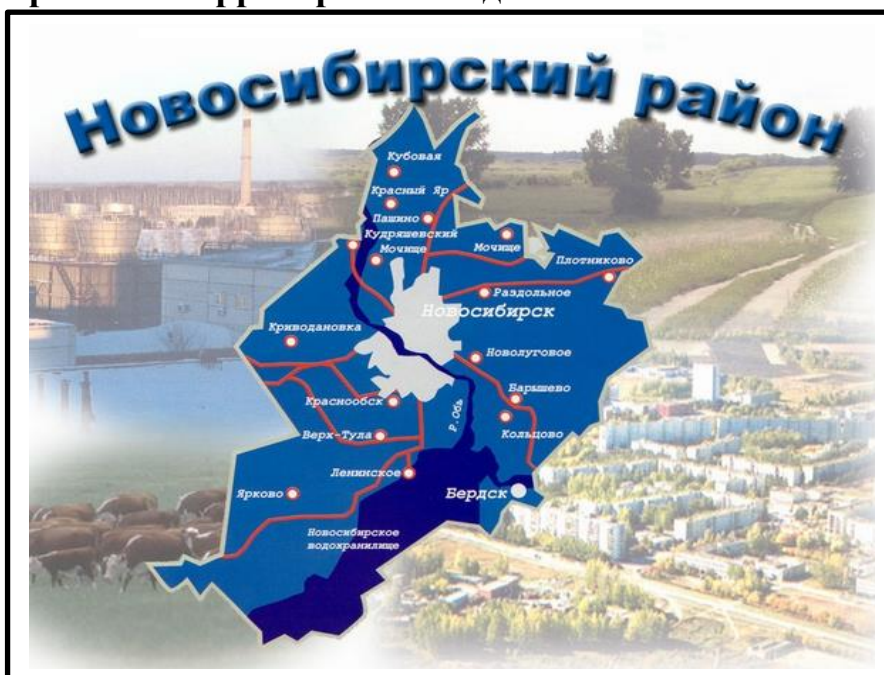 Новосибирский район
Кубовая
Красный Яр
Пашино
Кудряшевский
Мочище
Мочище
Плотниково
Раздольное
Новосибирск
Криводановка
Новолуговое
Барышево
Краснообск
Р.Обь
Кольцово
Верх-Тула
Ленинское
Ярково
Бердск
Новосибирское
водохранилище